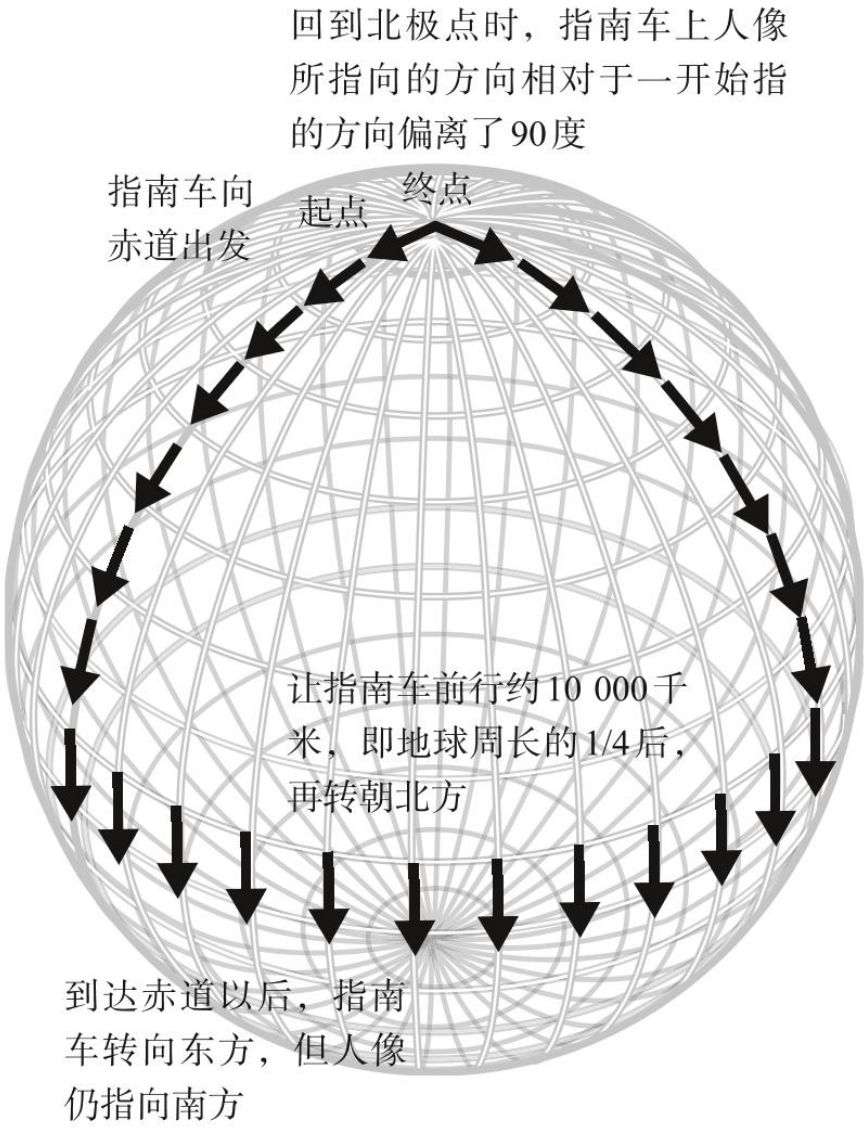 回到北极点时，指南车上人像
所指向的方向相对于一开始指
的方向偏离了90度
指南车向
赤道出发
起点
终点
让指南车前行约10 000千
米，即地球周长的1/4后，
再转朝北方
到达赤道以后，指南
车转向东方，但人像
仍指向南方